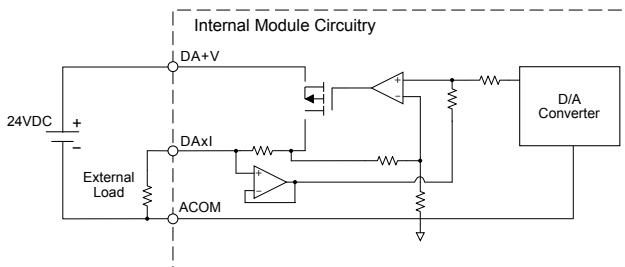 Internal Module Circuitry
DA+V
24VDC
+
−
+
−
D/A
Converter
DAxI
External
Load
+
−
ACOM